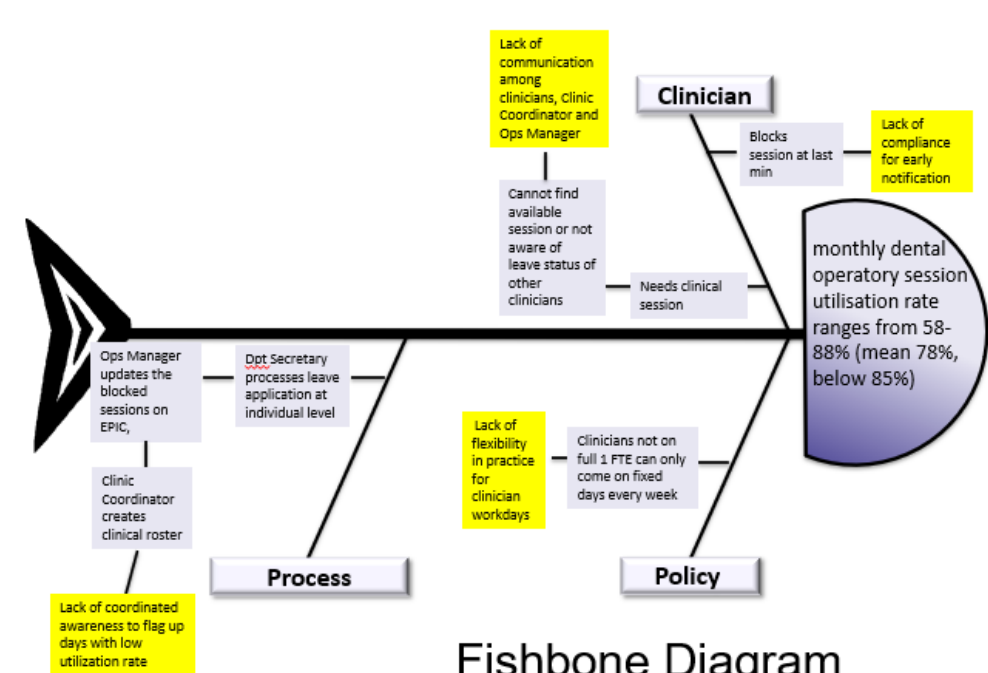 Lack of
communication
among
clinicians, Clinic
Coordinator and
Ops Manager
Clinician
Blocks
session at last
min
Lack of
compliance
for early
notification
Cannot find
available
session or not
aware of
leave status of
other
clinicians
Needs clinical
session
monthly dental
operatory session
utilisation rate
ranges from 58-
88% (mean 78%,
below 85%)
Ops Manager
updates the
blocked
sessions on
EPIC,
Dpt Secretary
processes leave
application at
individual level
Clinic
Coordinator
creates
clinical roster
Lack of coordinated
awareness to flag up
days with low
utilization rate
Process
Lack of
flexibility
in practice
for
clinician
workdays
Clinicians not on
full 1 FTE can only
come on fixed
days every week
Policy
Fishbone Diagram